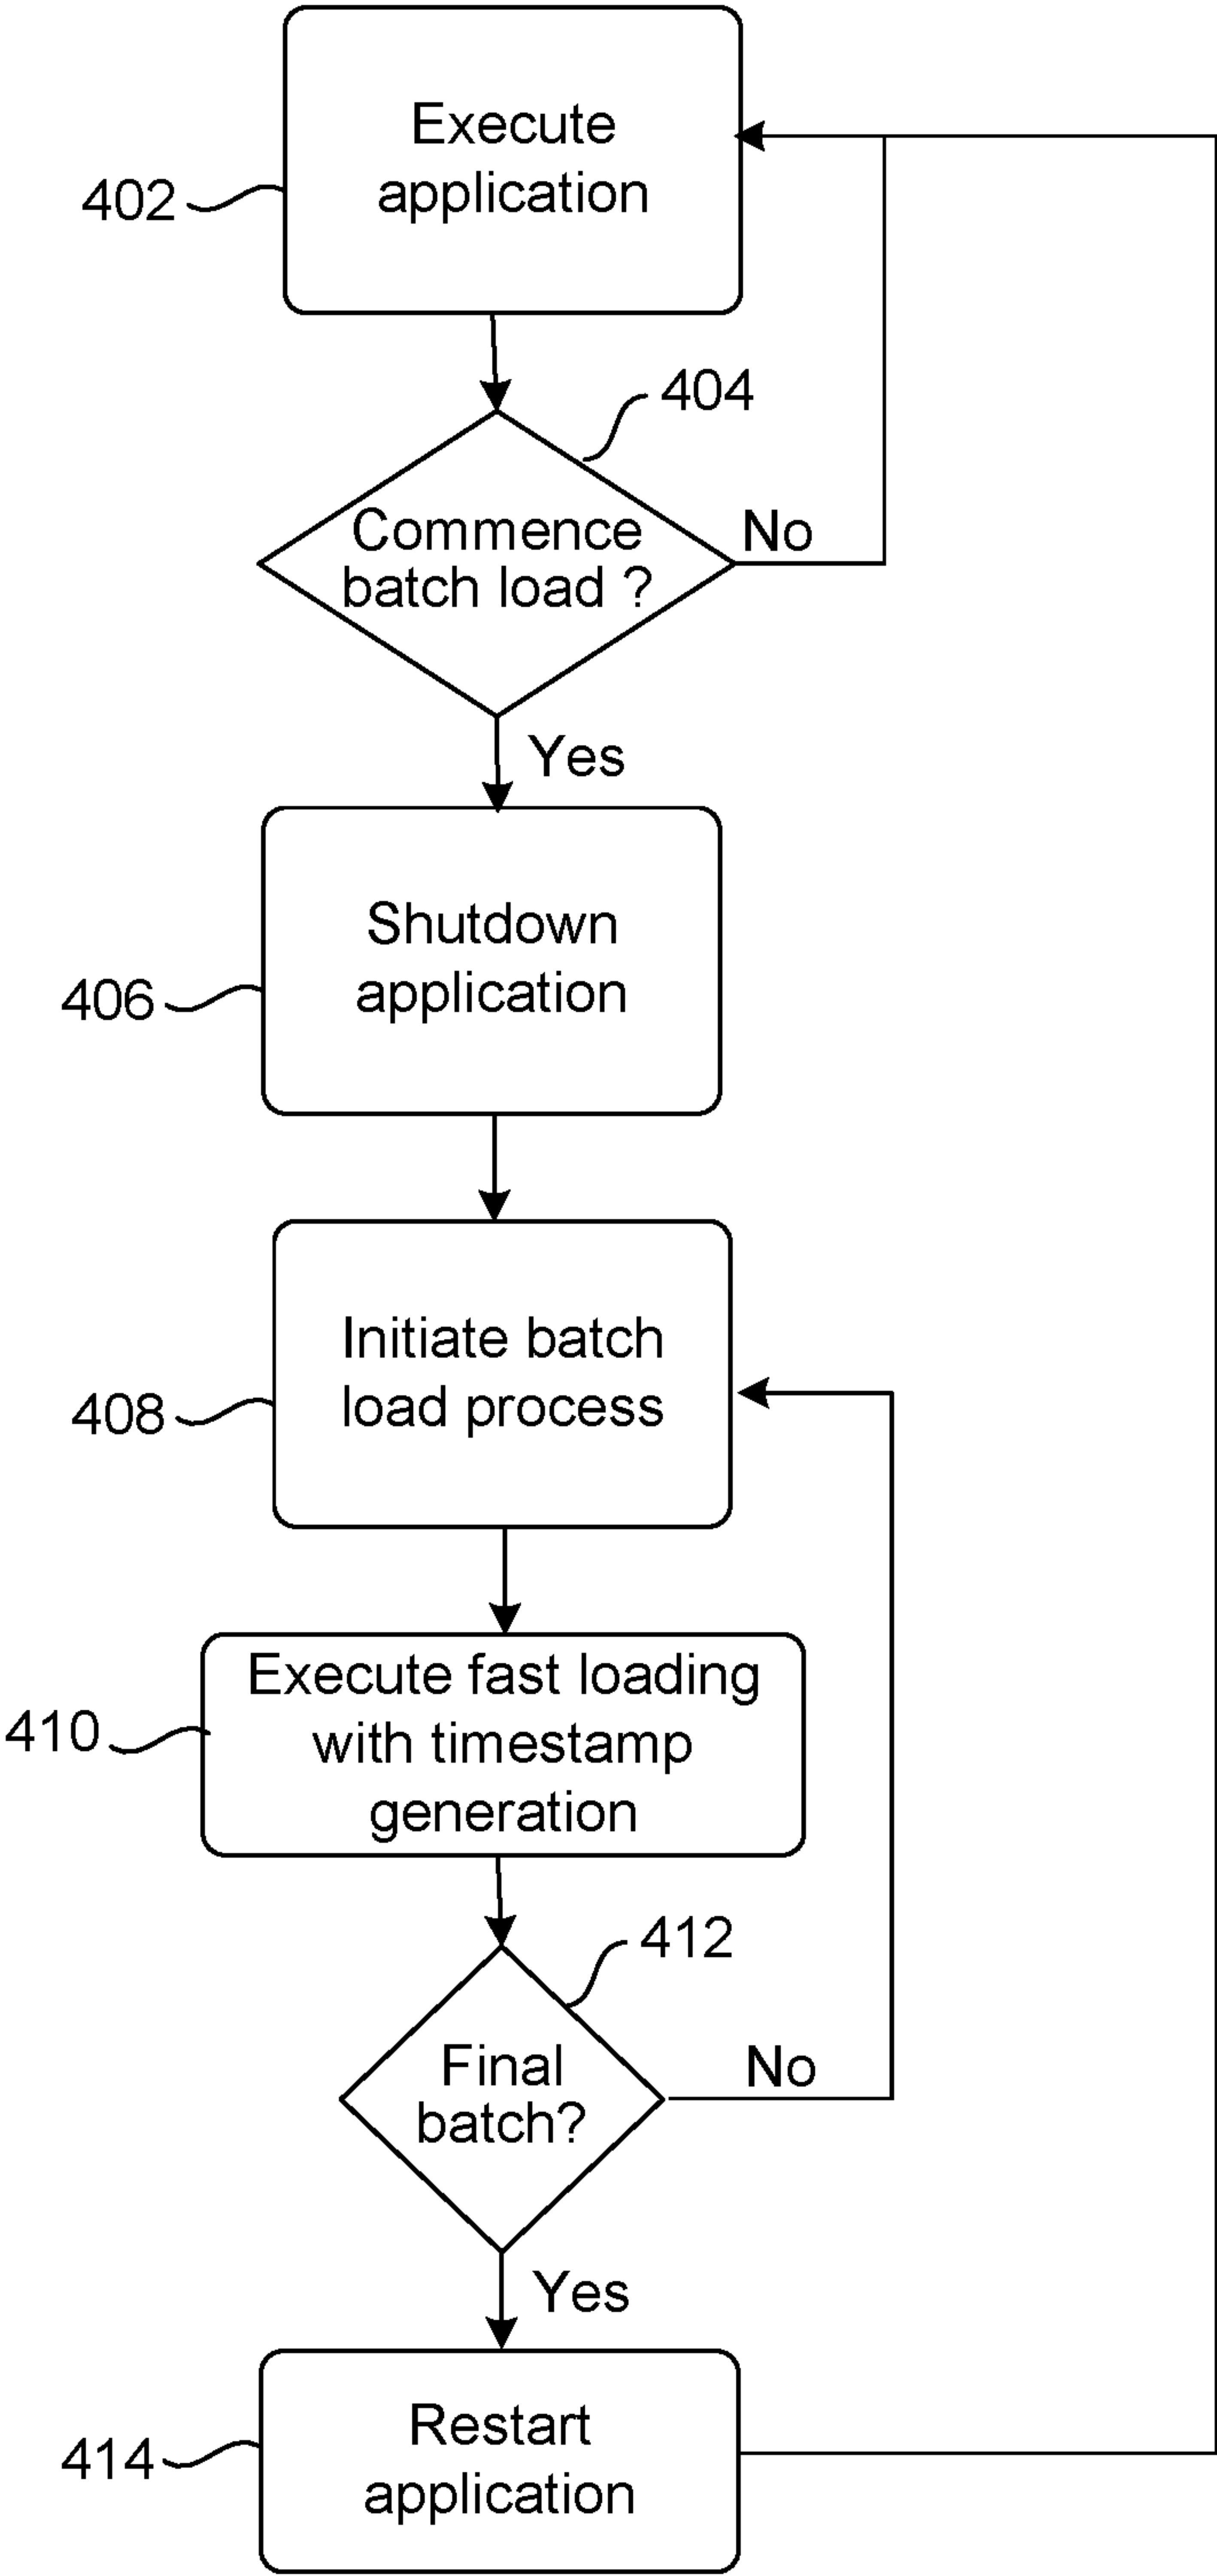 Execute
application
402
404
Commence
batch load ?
No
Yes
Shutdown
application
406
Initiate batch
load process
408
Execute fast loading
with timestamp
generation
410
412
Final
batch?
No
Yes
Restart
application
414